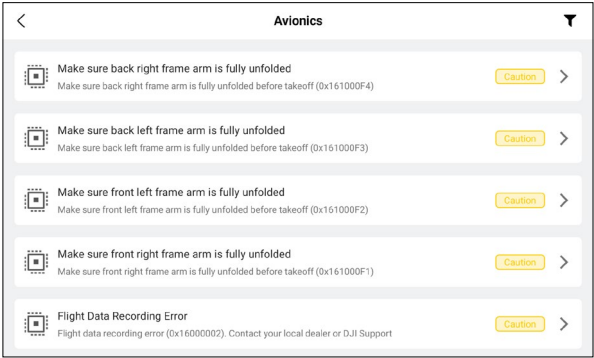 Avionics
Make sure back right frame arm is fully unfolded
Make sure back right frame arm is fully unfolded before takeoff (0x161000F4)
Caution
Make sure back left frame arm is fully unfolded
Make sure back left frame arm is fully unfolded before takeoff (0x161000F3)
Caution
Make sure front left frame arm is fully unfolded
Make sure front left frame arm is fully unfolded before takeoff (0x161000F2)
Caution
Make sure front right frame arm is fully unfolded
Make sure front right frame arm is fully unfolded before takeoff (0x161000F1)
Caution
Flight Data Recording Error
Flight data recording error (0x16000002). Contact your local dealer or DJI Support
Caution